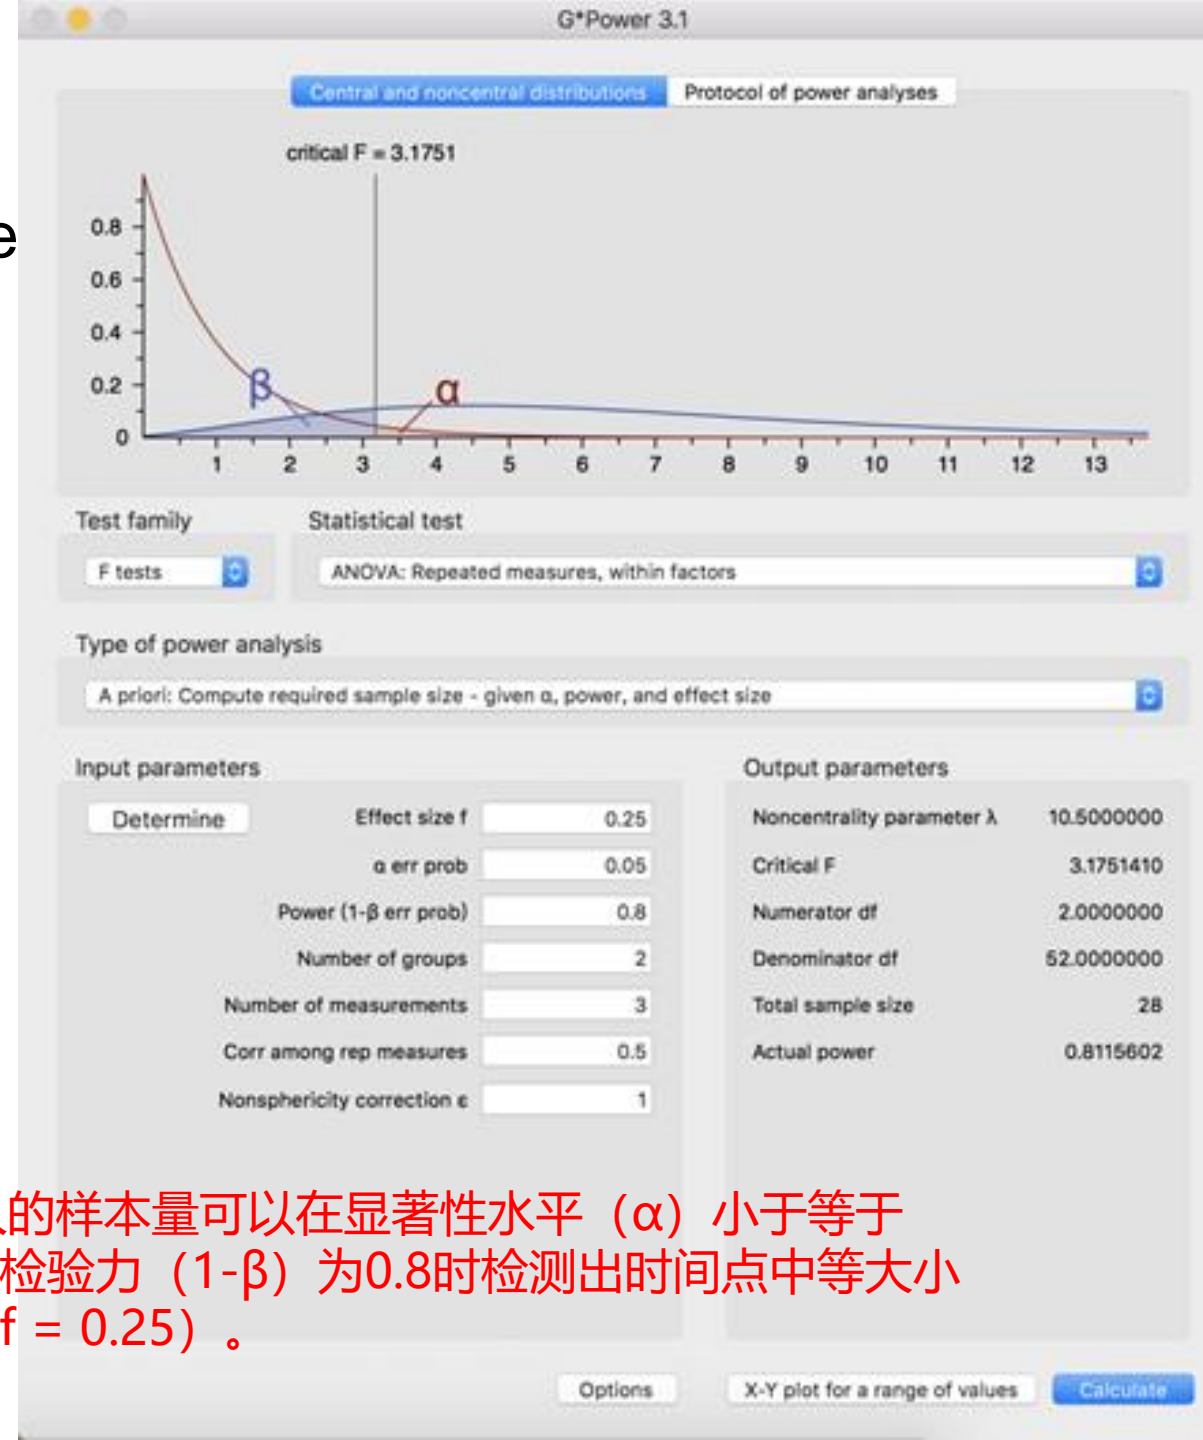 G*Power 3.1
Central and noncentral distributions
Protocol of power analyses
critical F = 3.1751
e
0.8
0.6
0.4
0.2
0
β
α
1 2 3 4 5 6 7 8 9 10 11 12 13
Test family
Statistical test
F tests
ANOVA: Repeated measures, within factors
Type of power analysis
A priori: Compute required sample size - given α, power, and effect size
Input parameters
Output parameters
Determine
Effect size f 0.25
α err prob 0.05
Power (1-β err prob) 0.8
Number of groups 2
Number of measurements 3
Corr among rep measures 0.5
Nonsphericity correction ε 1
Noncentrality parameter λ 10.5000000
Critical F 3.1751410
Numerator df 2.0000000
Denominator df 52.0000000
Total sample size 28
Actual power 0.8115602
的样本量可以在显著性水平（α）小于等于
检验力（1-β）为0.8时检测出时间点中等大小
f = 0.25）。
Options
X-Y plot for a range of values
Calculate